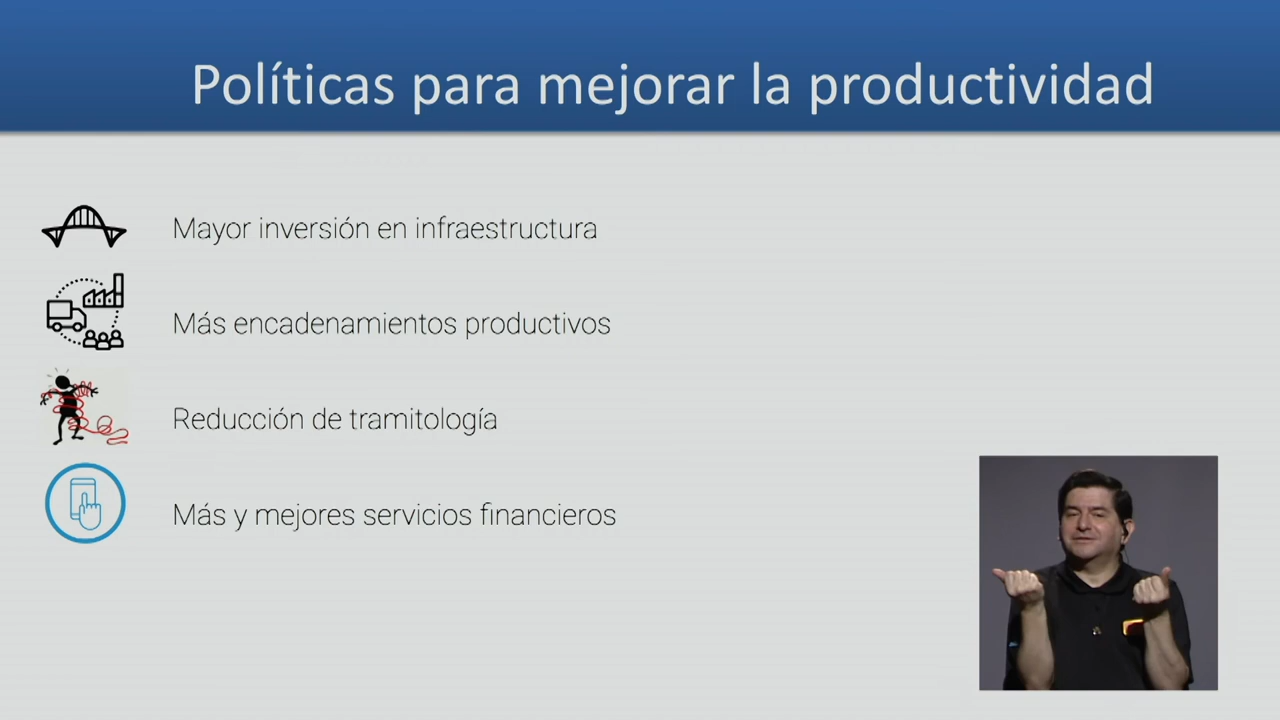 Políticas para mejorar la productividad
Mayor inversión en infraestructura
Más encadenamientos productivos
Reducción de tramitología
Más y mejores servicios financieros